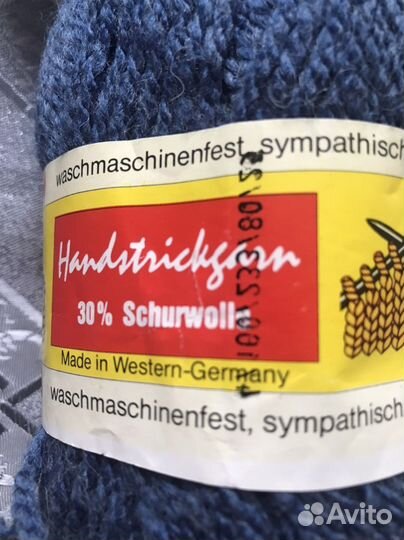 waschmaschinenfest, sympathisch
Handstrickgarn
30% Schurwolle
Made in Western-Germany
waschmaschinenfest, sympathisch
Avito